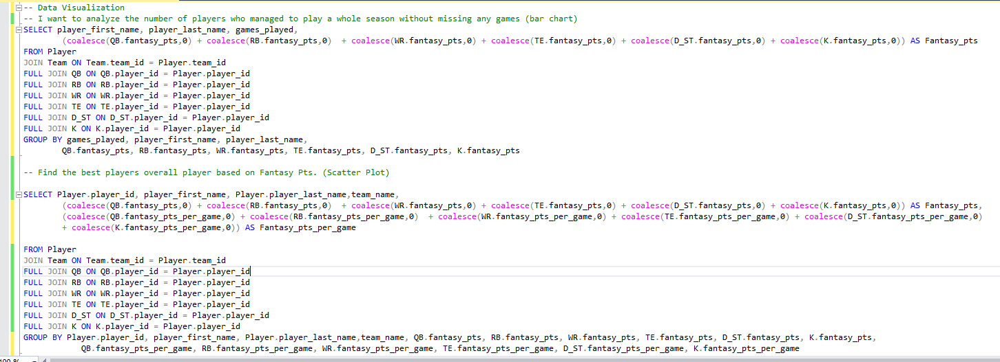 -- Data Visualization
-- I want to analyze the number of players who managed to play a whole season without missing any games (bar chart)
SELECT player_first_name, player_last_name, games_played,
(coalesce(QB.fantasy_pts,0) + coalesce(RB.fantasy_pts,0)  + coalesce(WR.fantasy_pts,0) + coalesce(TE.fantasy_pts,0) + coalesce(D_ST.fantasy_pts,0) + coalesce(K.fantasy_pts,0)) AS Fantasy_pts
FROM Player
JOIN Team ON Team.team_id = Player.team_id
FULL JOIN QB ON QB.player_id = Player.player_id
FULL JOIN RB ON RB.player_id = Player.player_id
FULL JOIN WR ON WR.player_id = Player.player_id
FULL JOIN TE ON TE.player_id = Player.player_id
FULL JOIN D_ST ON D_ST.player_id = Player.player_id
FULL JOIN K ON K.player_id = Player.player_id
GROUP BY games_played, player_first_name, player_last_name,
QB.fantasy_pts, RB.fantasy_pts, WR.fantasy_pts, TE.fantasy_pts, D_ST.fantasy_pts, K.fantasy_pts
-- Find the best players overall player based on Fantasy Pts. (Scatter Plot)
SELECT Player.player_id, player_first_name, Player.player_last_name,team_name,
(coalesce(QB.fantasy_pts,0) + coalesce(RB.fantasy_pts,0)  + coalesce(WR.fantasy_pts,0) + coalesce(TE.fantasy_pts,0) + coalesce(D_ST.fantasy_pts,0) + coalesce(K.fantasy_pts,0)) AS Fantasy_pts,
(coalesce(QB.fantasy_pts_per_game,0) + coalesce(RB.fantasy_pts_per_game,0)  + coalesce(WR.fantasy_pts_per_game,0) + coalesce(TE.fantasy_pts_per_game,0) + coalesce(D_ST.fantasy_pts_per_game,0)
+ coalesce(K.fantasy_pts_per_game,0)) AS Fantasy_pts_per_game
FROM Player
JOIN Team ON Team.team_id = Player.team_id
FULL JOIN QB ON QB.player_id = Player.player_id
FULL JOIN RB ON RB.player_id = Player.player_id
FULL JOIN WR ON WR.player_id = Player.player_id
FULL JOIN TE ON TE.player_id = Player.player_id
FULL JOIN D_ST ON D_ST.player_id = Player.player_id
FULL JOIN K ON K.player_id = Player.player_id
GROUP BY Player.player_id, player_first_name, Player.player_last_name,team_name, QB.fantasy_pts, RB.fantasy_pts, WR.fantasy_pts, TE.fantasy_pts, D_ST.fantasy_pts, K.fantasy_pts,
QB.fantasy_pts_per_game, RB.fantasy_pts_per_game, WR.fantasy_pts_per_game, TE.fantasy_pts_per_game, D_ST.fantasy_pts_per_game, K.fantasy_pts_per_game